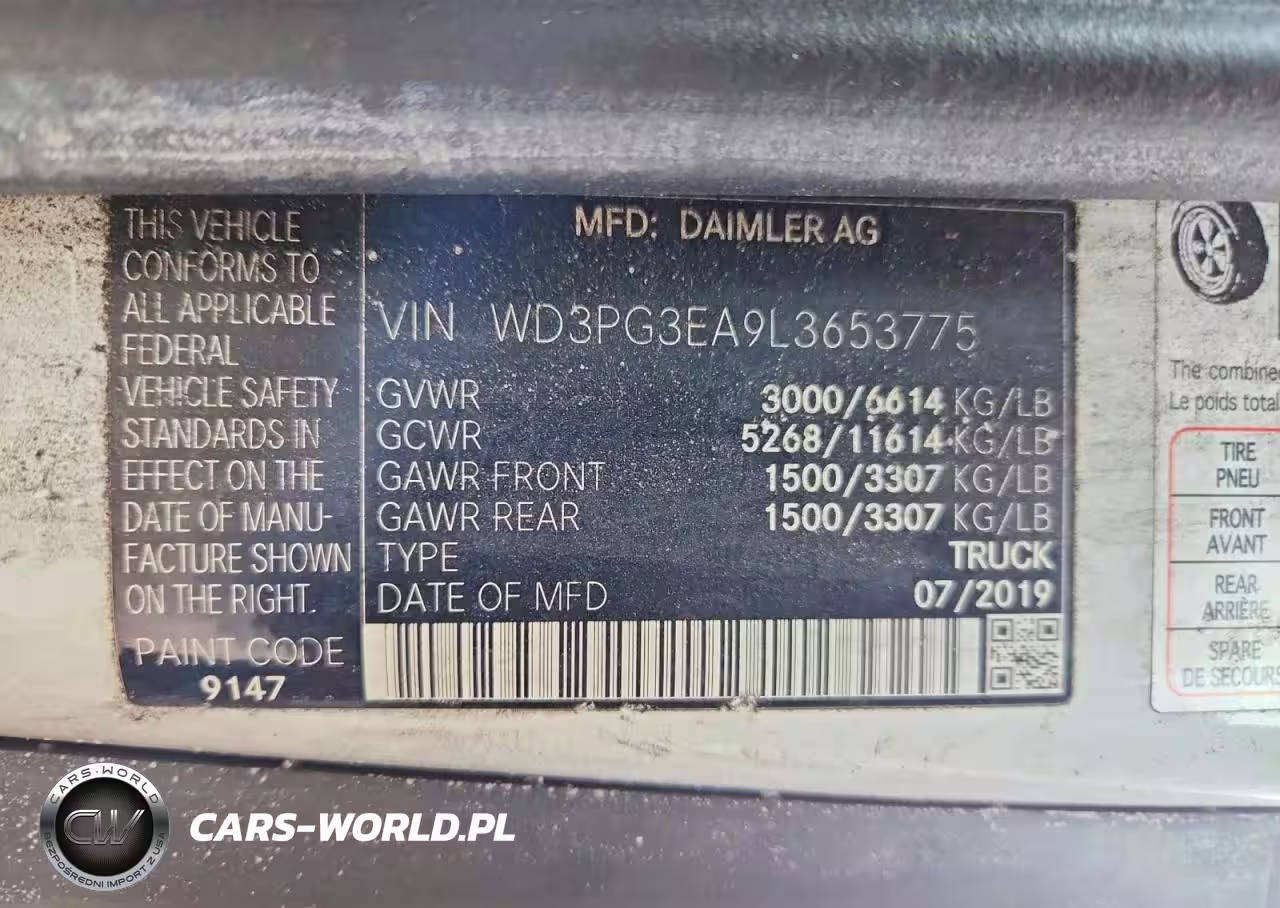 THIS VEHICLE
CONFORMS TO
ALL APPLICABLE
FEDERAL
VEHICLE SAFETY
STANDARDS IN
EFFECT ON THE
DATE OF MANU-
FACTURE SHOWN
ON THE RIGHT.
PAINT CODE
9147
MFD: DAIMLER AG
VIN WD3PG3EA9L3653775
GVWR 3000/6614 KG/LB
GCWR 5268/11614 KG/LB
GAWR FRONT 1500/3307 KG/LB
GAWR REAR 1500/3307 KG/LB
TYPE TRUCK
DATE OF MFD 07/2019
The combined
Le poids total
TIRE
PNEU
FRONT
AVANT
REAR
ARRIÈRE
SPARE
DE SECOURS
CARS-WORLD
CW
BEZPOŚREDNI IMPORT Z USA
CARS-WORLD.PL